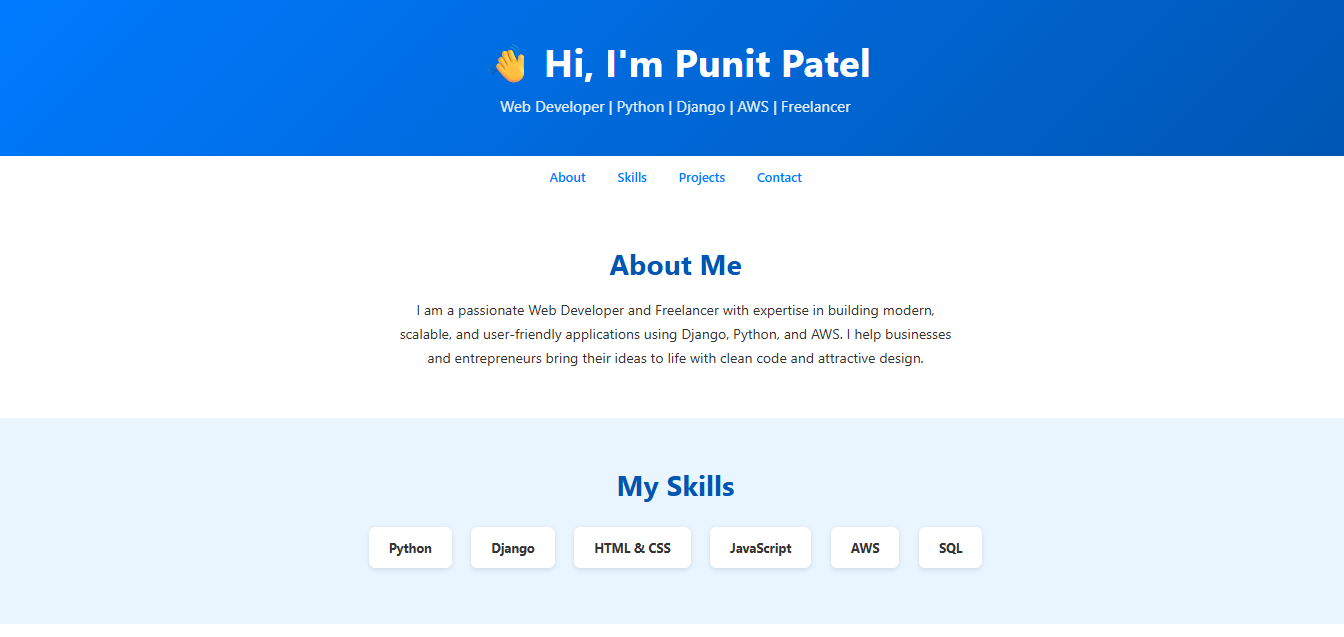 👋 Hi, I'm Punit Patel
Web Developer | Python | Django | AWS | Freelancer
About Skills Projects Contact
About Me
I am a passionate Web Developer and Freelancer with expertise in building modern,
scalable, and user-friendly applications using Django, Python, and AWS. I help businesses
and entrepreneurs bring their ideas to life with clean code and attractive design.
My Skills
Python Django HTML & CSS JavaScript AWS SQL